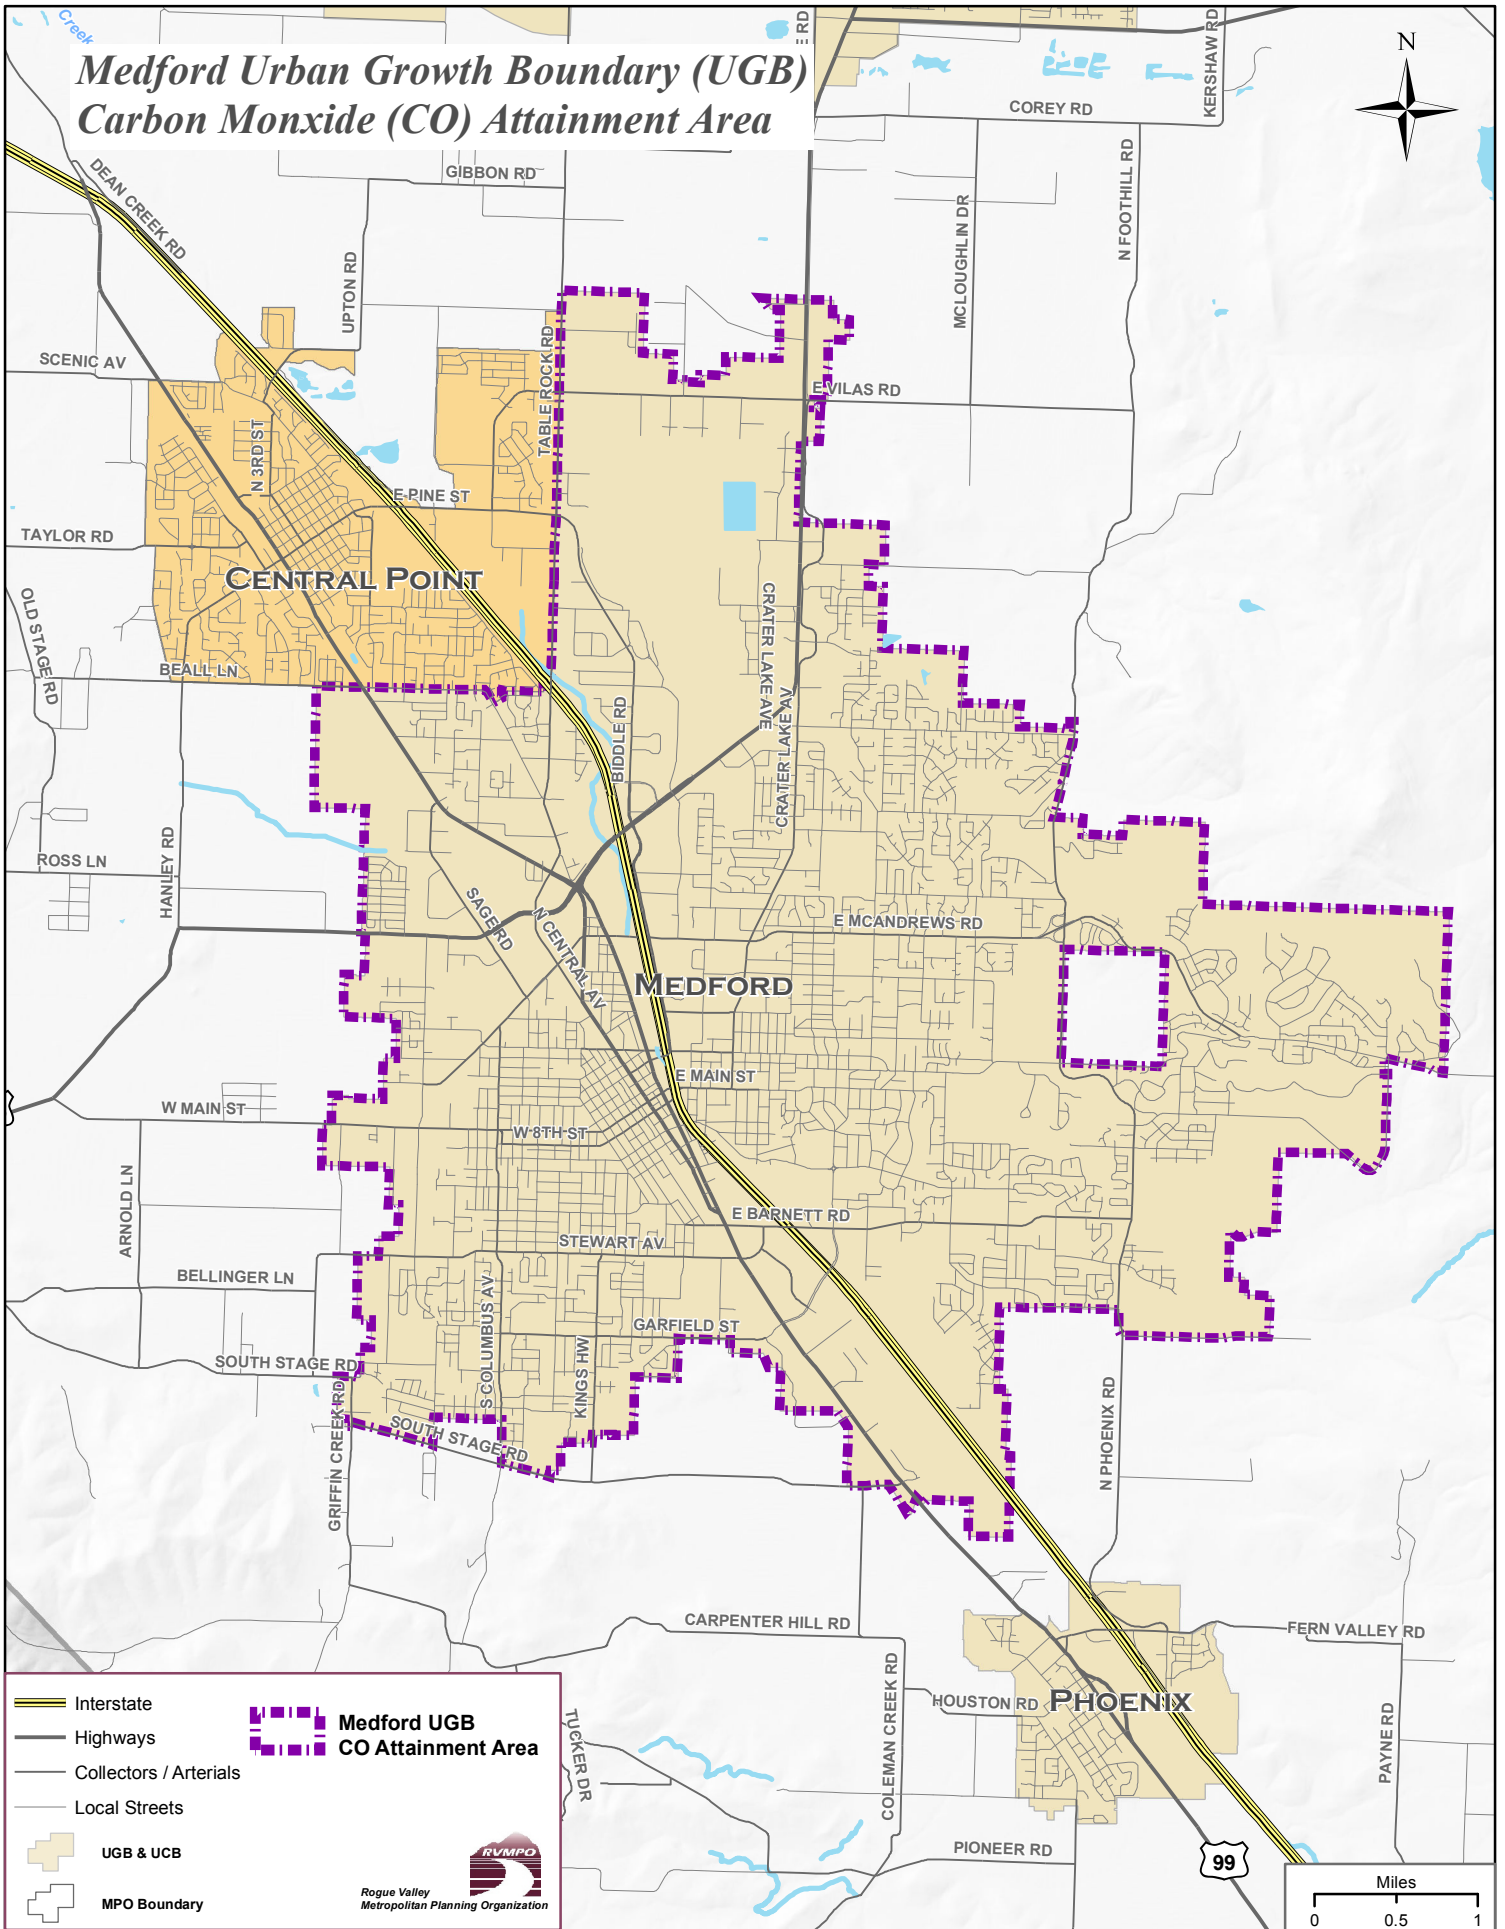 Creek
Medford Urban Growth Boundary (UGB)
Carbon Monxide (CO) Attainment Area
E RD
KERSHAW RD
N
COREY RD
DEAN CREEK RD
GIBBON RD
N FOOTHILL RD
MCLOUGHLIN DR
UPTON RD
SCENIC AV
TABLE ROCK RD
E VILAS RD
N 3RD ST
E PINE ST
TAYLOR RD
CENTRAL POINT
OLD STAGE RD
CRATER LAKE AVE
BEALL LN
BIDDLE RD
CRATER LAKE AV
HANLEY RD
ROSS LN
SAGE RD
N CENTRAL AV
E MCANDREWS RD
MEDFORD
E MAIN ST
W MAIN ST
W 8TH ST
ARNOLD LN
E BARNETT RD
STEWART AV
BELLINGER LN
S COLUMBUS AV
GARFIELD ST
KINGS HW
SOUTH STAGE RD
GRIFFIN CREEK RD
SOUTH STAGE RD
N PHOENIX RD
CARPENTER HILL RD
FERN VALLEY RD
COLEMAN CREEK RD
HOUSTON RD
PHOENIX
TUCKER DR
PAYNE RD
PIONEER RD
99
Interstate
Highways
Collectors / Arterials
Local Streets
UGB & UCB
MPO Boundary
Medford UGB
CO Attainment Area
RVMPO
Rogue Valley
Metropolitan Planning Organization
Miles
0 0.5 1